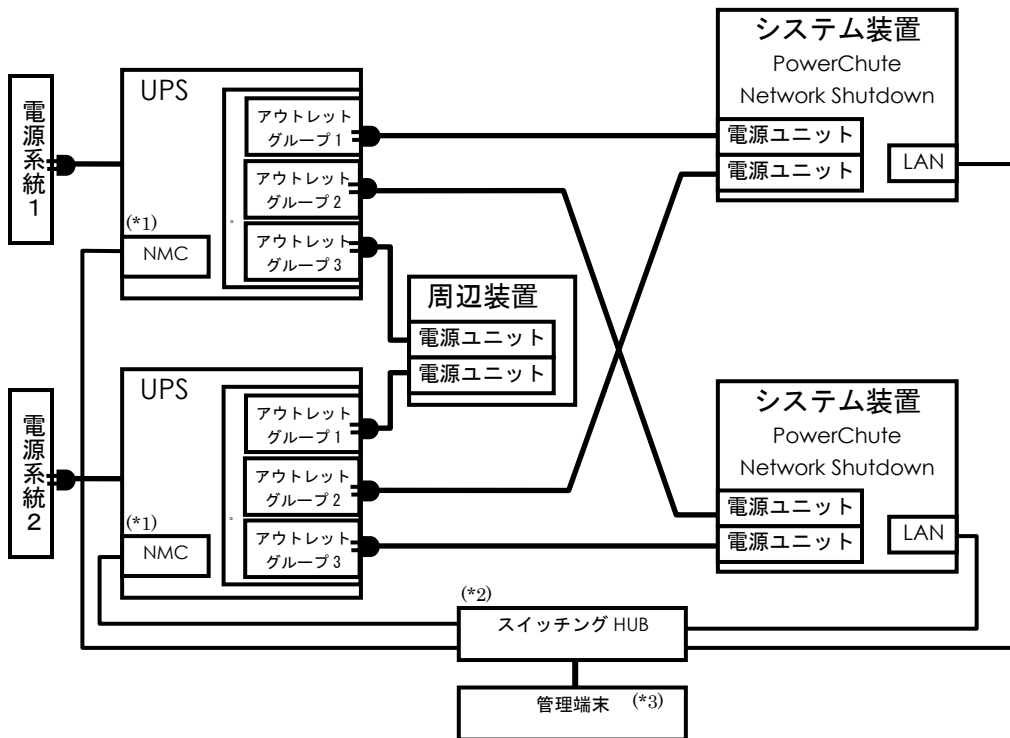 電源系統1
UPS
アウトレット
グループ1
アウトレット
グループ2
アウトレット
グループ3
(*1)
NMC
システム装置
PowerChute
Network Shutdown
電源ユニット
電源ユニット
LAN
周辺装置
電源ユニット
電源ユニット
電源系統2
UPS
アウトレット
グループ1
アウトレット
グループ2
アウトレット
グループ3
(*1)
NMC
システム装置
PowerChute
Network Shutdown
電源ユニット
電源ユニット
LAN
(*2)
スイッチング HUB
管理端末 (*3)